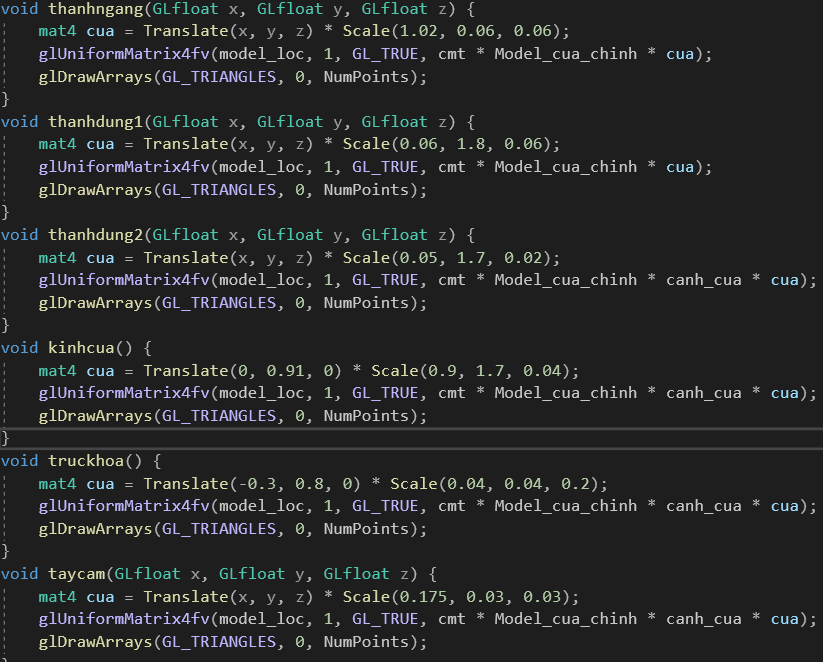 void thanhngang(GLfloat x, GLfloat y, GLfloat z) {
mat4 cua = Translate(x, y, z) * Scale(1.02, 0.06, 0.06);
glUniformMatrix4fv(model_loc, 1, GL_TRUE, cmt * Model_cua_chinh * cua);
glDrawArrays(GL_TRIANGLES, 0, NumPoints);
}
void thanhdung1(GLfloat x, GLfloat y, GLfloat z) {
mat4 cua = Translate(x, y, z) * Scale(0.06, 1.8, 0.06);
glUniformMatrix4fv(model_loc, 1, GL_TRUE, cmt * Model_cua_chinh * cua);
glDrawArrays(GL_TRIANGLES, 0, NumPoints);
}
void thanhdung2(GLfloat x, GLfloat y, GLfloat z) {
mat4 cua = Translate(x, y, z) * Scale(0.05, 1.7, 0.02);
glUniformMatrix4fv(model_loc, 1, GL_TRUE, cmt * Model_cua_chinh * canh_cua * cua);
glDrawArrays(GL_TRIANGLES, 0, NumPoints);
}
void kinhcua() {
mat4 cua = Translate(0, 0.91, 0) * Scale(0.9, 1.7, 0.04);
glUniformMatrix4fv(model_loc, 1, GL_TRUE, cmt * Model_cua_chinh * canh_cua * cua);
glDrawArrays(GL_TRIANGLES, 0, NumPoints);
}
void truckhoa() {
mat4 cua = Translate(-0.3, 0.8, 0) * Scale(0.04, 0.04, 0.2);
glUniformMatrix4fv(model_loc, 1, GL_TRUE, cmt * Model_cua_chinh * canh_cua * cua);
glDrawArrays(GL_TRIANGLES, 0, NumPoints);
}
void taycam(GLfloat x, GLfloat y, GLfloat z) {
mat4 cua = Translate(x, y, z) * Scale(0.175, 0.03, 0.03);
glUniformMatrix4fv(model_loc, 1, GL_TRUE, cmt * Model_cua_chinh * canh_cua * cua);
glDrawArrays(GL_TRIANGLES, 0, NumPoints);
}